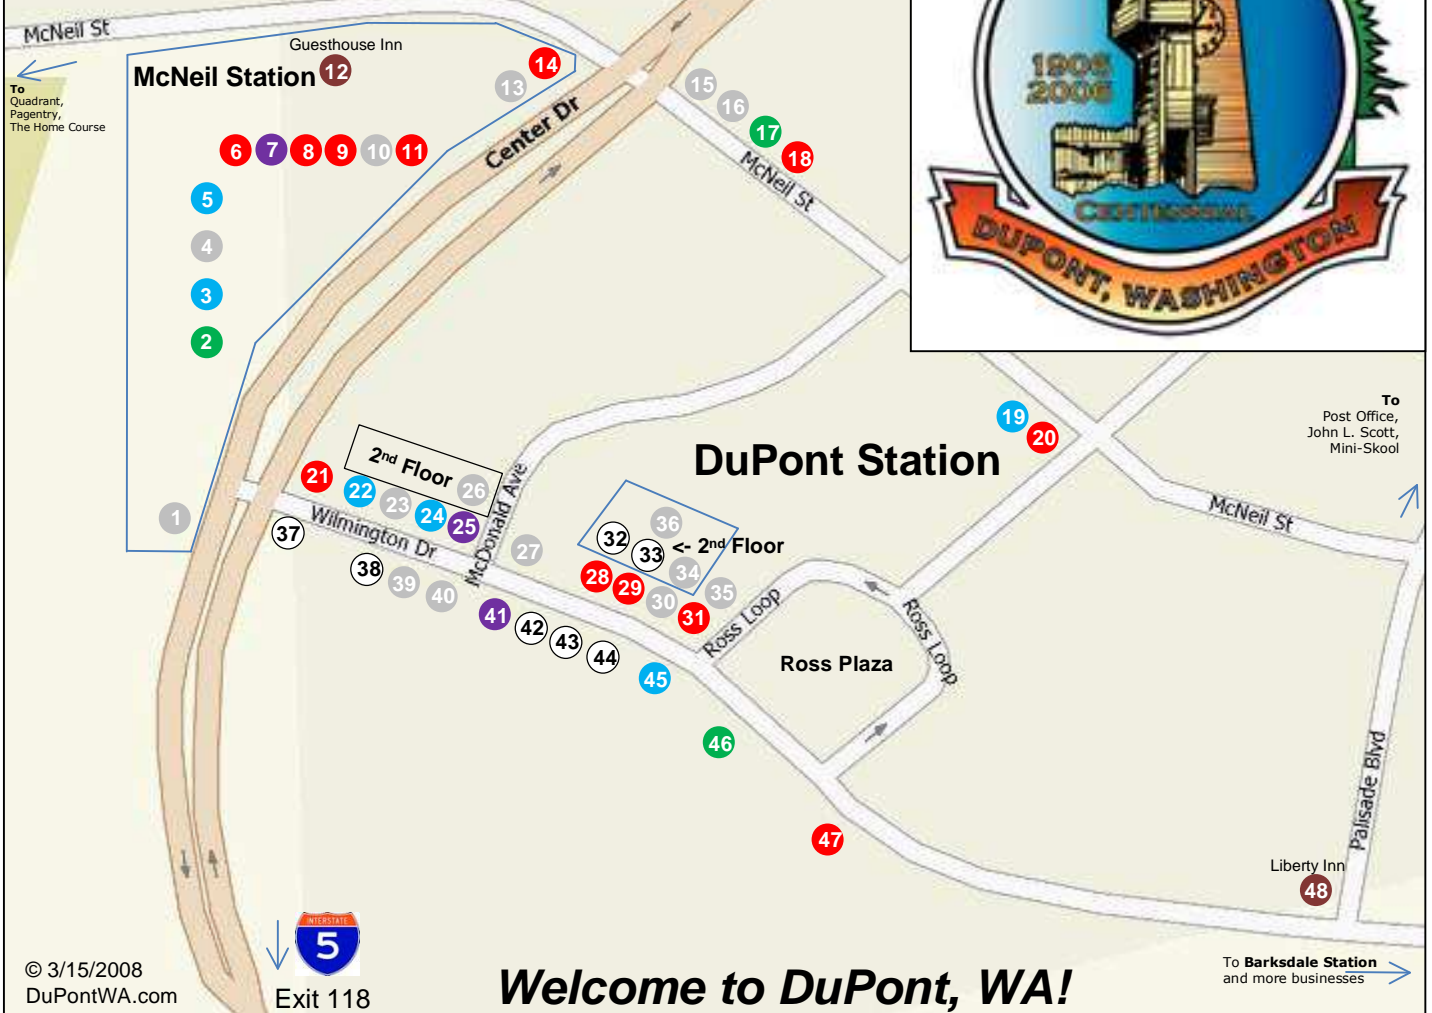 McNeil St
To
Quadrant,
Pagentry,
The Home Course
Guesthouse Inn
McNeil Station
12
14
13
6
7
8
9
10
11
5
4
3
2
1
Center Dr
15
16
17
18
McNeil St
1906
2006
CENTENNIAL
DUPONT, WASHINGTON
19
20
To
Post Office,
John L. Scott,
Mini-Skool
McNeil St
DuPont Station
2nd Floor
21
22
23
24
25
26
McDonald Ave
Wilmington Dr
27
37
38
39
40
41
42
43
44
45
46
47
32
33
36
<- 2nd Floor
34
35
28
29
30
31
Ross Loop
Ross Loop
Ross Plaza
Palisade Blvd
Liberty Inn
48
To Barksdale Station
and more businesses
INTERSTATE
5
Exit 118
© 3/15/2008
DuPontWA.com
Welcome to DuPont, WA!